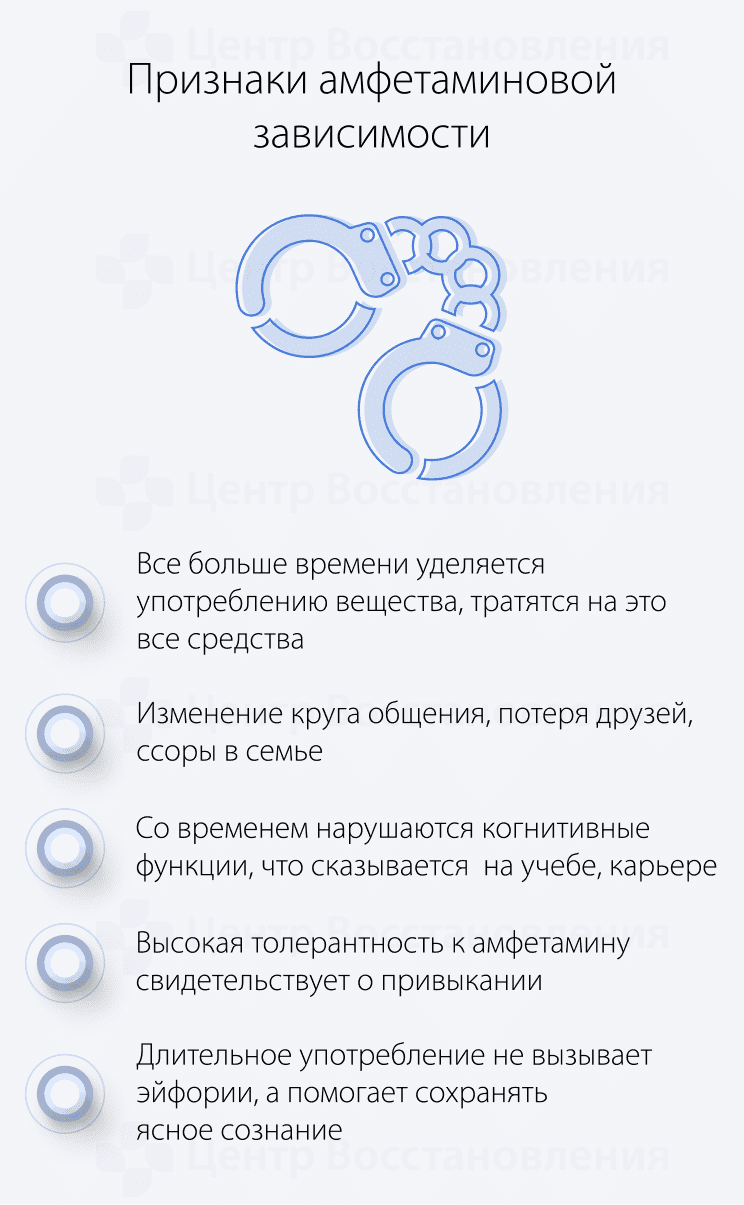 Центр Восстановления
Признаки амфетаминовой
зависимости
Центр Восстановления
Центр Восстановления
Все больше времени уделяется
употреблению вещества, тратятся на это
все средства
Изменение круга общения, потеря друзей,
ссоры в семье
Со временем нарушаются когнитивные
функции, что сказывается  на учебе, карьере
Центр Восстановления
Высокая толерантность к амфетамину
свидетельствует о привыкании
Длительное употребление не вызывает
эйфории, а помогает сохранять
ясное сознание
Центр Восстановления